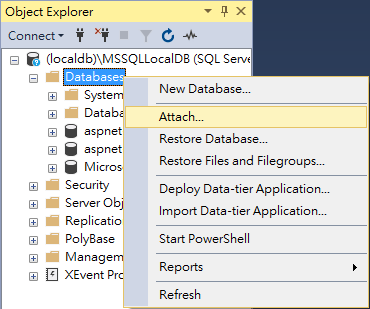 Object Explorer
Connect
(localdb)\MSSQLLocalDB (SQL Serve
Databases
System
Databa
aspnet
aspnet
Micros
Security
Server Obj
Replication
PolyBase
Managem
XEvent Pro
New Database...
Attach...
Restore Database...
Restore Files and Filegroups...
Deploy Data-tier Application...
Import Data-tier Application...
Start PowerShell
Reports
Refresh